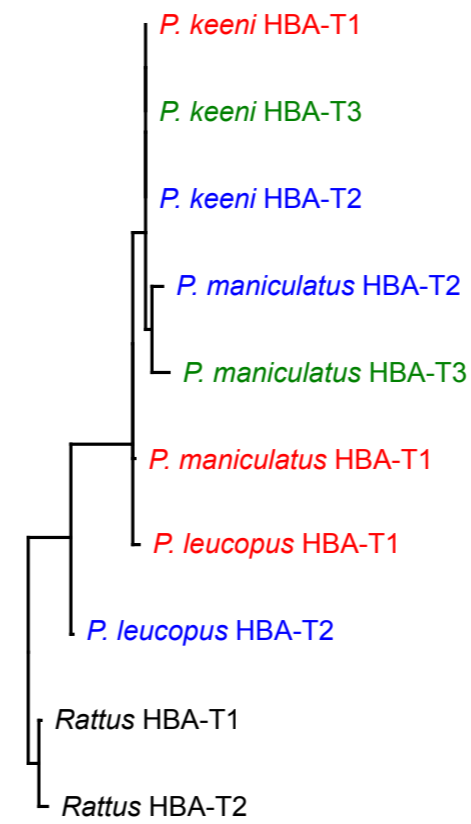 P. keeni HBA-T1
P. keeni HBA-T3
P. keeni HBA-T2
P. maniculatus HBA-T2
P. maniculatus HBA-T3
P. maniculatus HBA-T1
P. leucopus HBA-T1
P. leucopus HBA-T2
Rattus HBA-T1
Rattus HBA-T2